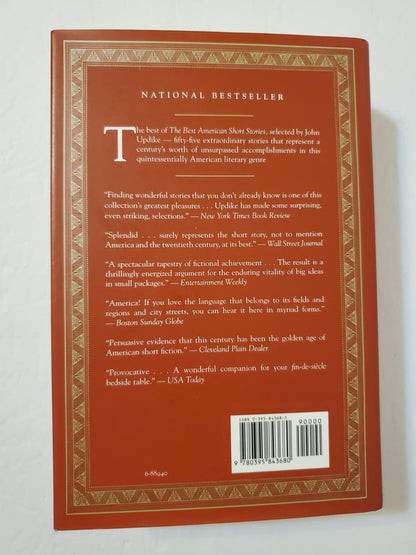 NATIONAL BESTSELLER
The best of The Best American Short Stories, selected by John
Updike — fifty-five extraordinary stories that represent a
century's worth of unsurpassed accomplishments in this
quintessentially American literary genre
"Finding wonderful stories that you don't already know is one of this
collection's greatest pleasures . . . Updike has made some surprising,
even striking, selections." — New York Times Book Review
"Splendid . . . surely represents the short story, not to mention
America and the twentieth century, at its best." — Wall Street Journal
"A spectacular tapestry of fictional achievement . . . The result is a
thrillingly energized argument for the enduring vitality of big ideas
in small packages." — Entertainment Weekly
"America! If you love the language that belongs to its fields and
regions and city streets, you can hear it here in myriad forms."
— Boston Sunday Globe
"Persuasive evidence that this century has been the golden age of
American short fiction." — Cleveland Plain Dealer
"Provocative . . . A wonderful companion for your fin-de-siècle
bedside table." — USA Today
ISBN 0-395-84368-5
90000
9 780395 843680
6-88940